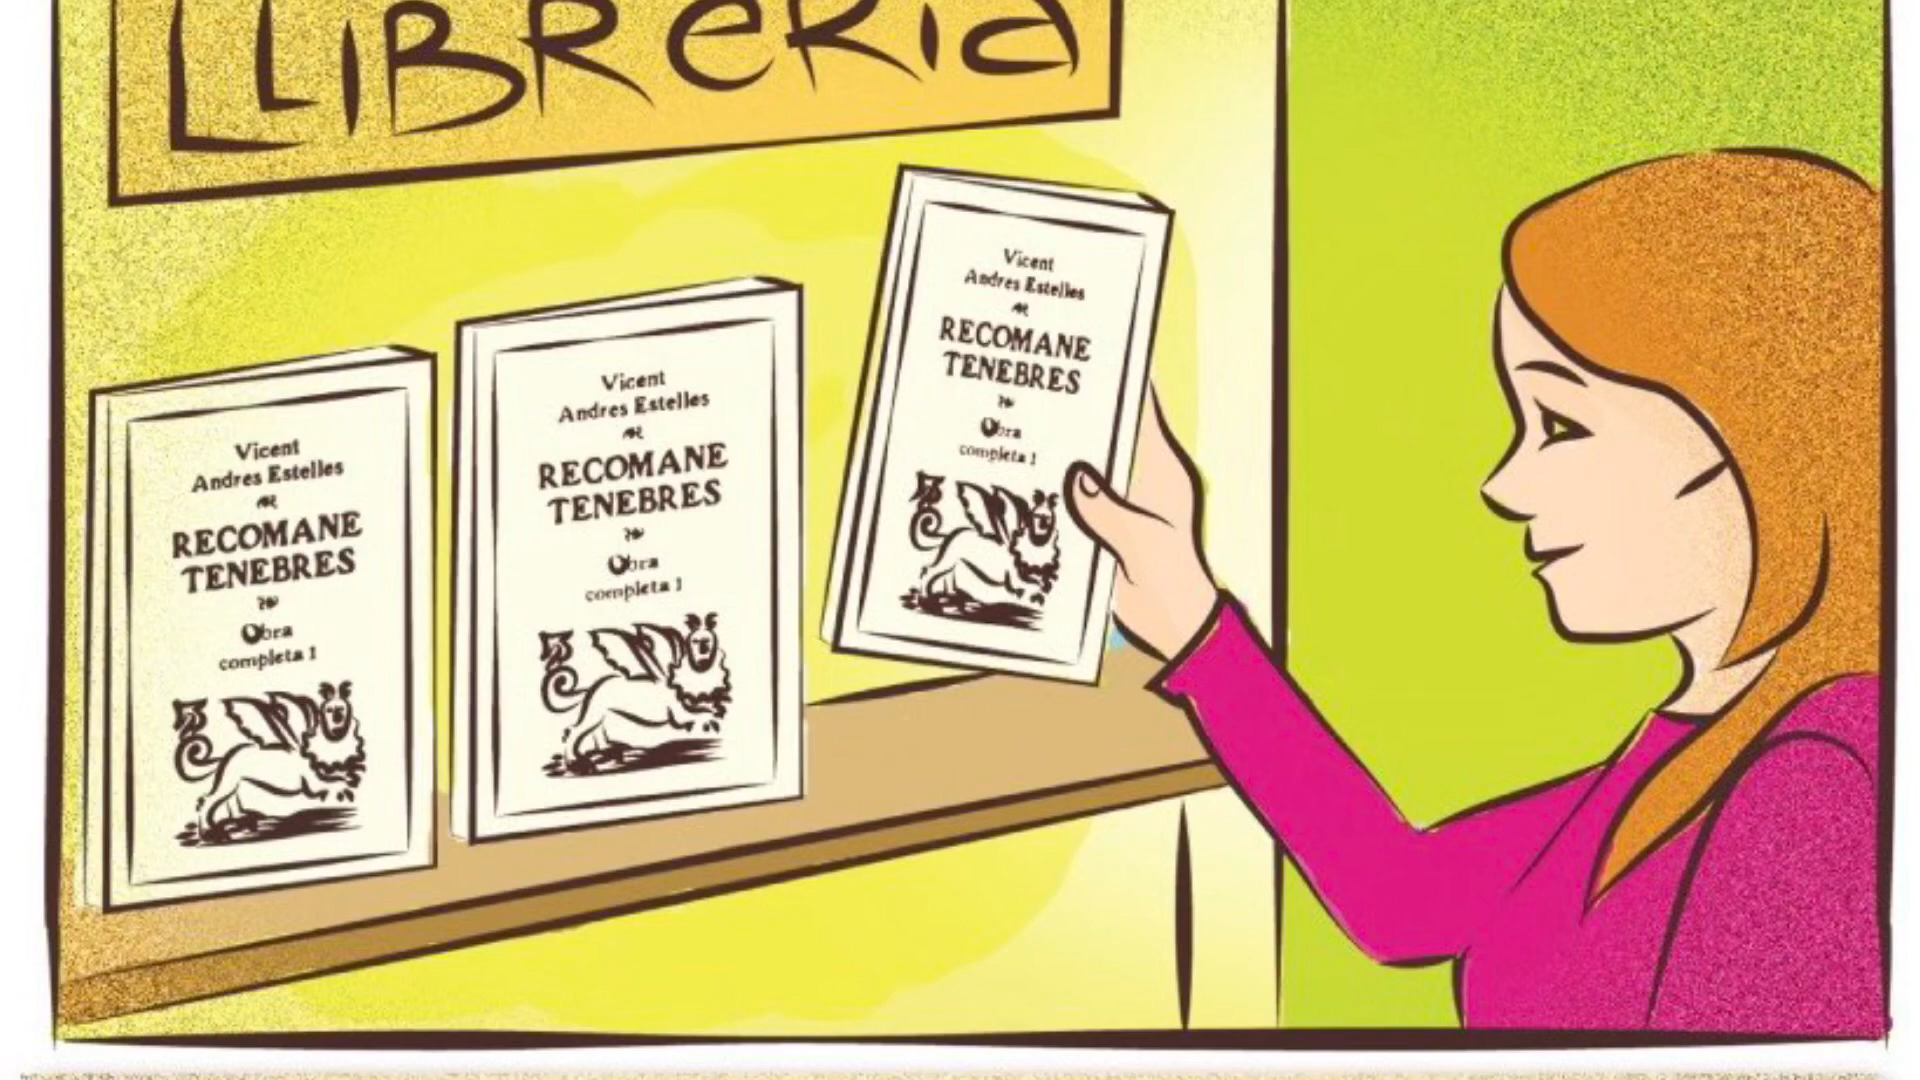 LLIBRERIA
Vicent
Andres Estelles
RECOMANE
TENEBRES
Obra
completa 1
Vicent
Andres Estelles
RECOMANE
TENEBRES
Obra
completa 1
Vicent
Andres Estelles
RECOMANE
TENEBRES
Obra
completa 1